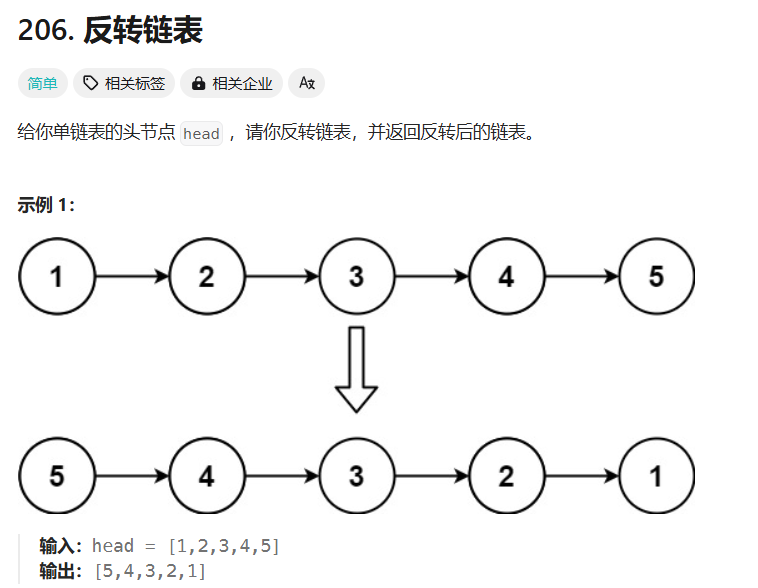 206. 反转链表
简单 相关标签 相关企业 A文
给你单链表的头节点 head ，请你反转链表，并返回反转后的链表。
示例 1：
1 2 3 4 5
5 4 3 2 1
输入：head = [1,2,3,4,5]
输出：[5,4,3,2,1]